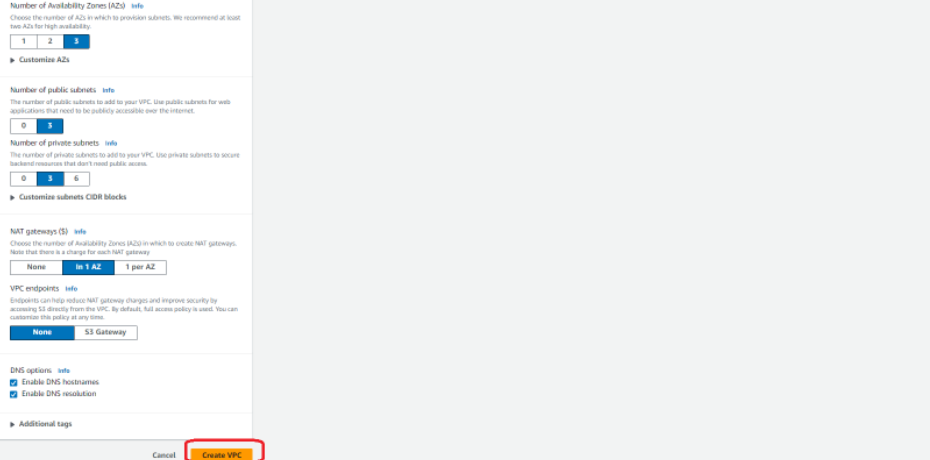 Number of Availability Zones (AZs) Info
Choose the number of AZs in which to provision subnets. We recommend at least
two AZs for high availability.
1 2 3
Customize AZs
Number of public subnets Info
The number of public subnets to add to your VPC. Use public subnets for web
applications that need to be publicly accessible over the internet.
0 3
Number of private subnets Info
The number of private subnets to add to your VPC. Use private subnets to secure
backend resources that don't need public access.
0 3 6
Customize subnets CIDR blocks
NAT gateways ($) Info
Choose the number of Availability Zones (AZs) in which to create NAT gateways.
Note that there is a charge for each NAT gateway
None In 1 AZ 1 per AZ
VPC endpoints Info
Endpoints can help reduce NAT gateway charges and improve security by
accessing S3 directly from the VPC. By default, full access policy is used. You can
customize this policy at any time.
None S3 Gateway
DNS options Info
Enable DNS hostnames
Enable DNS resolution
Additional tags
Cancel Create VPC